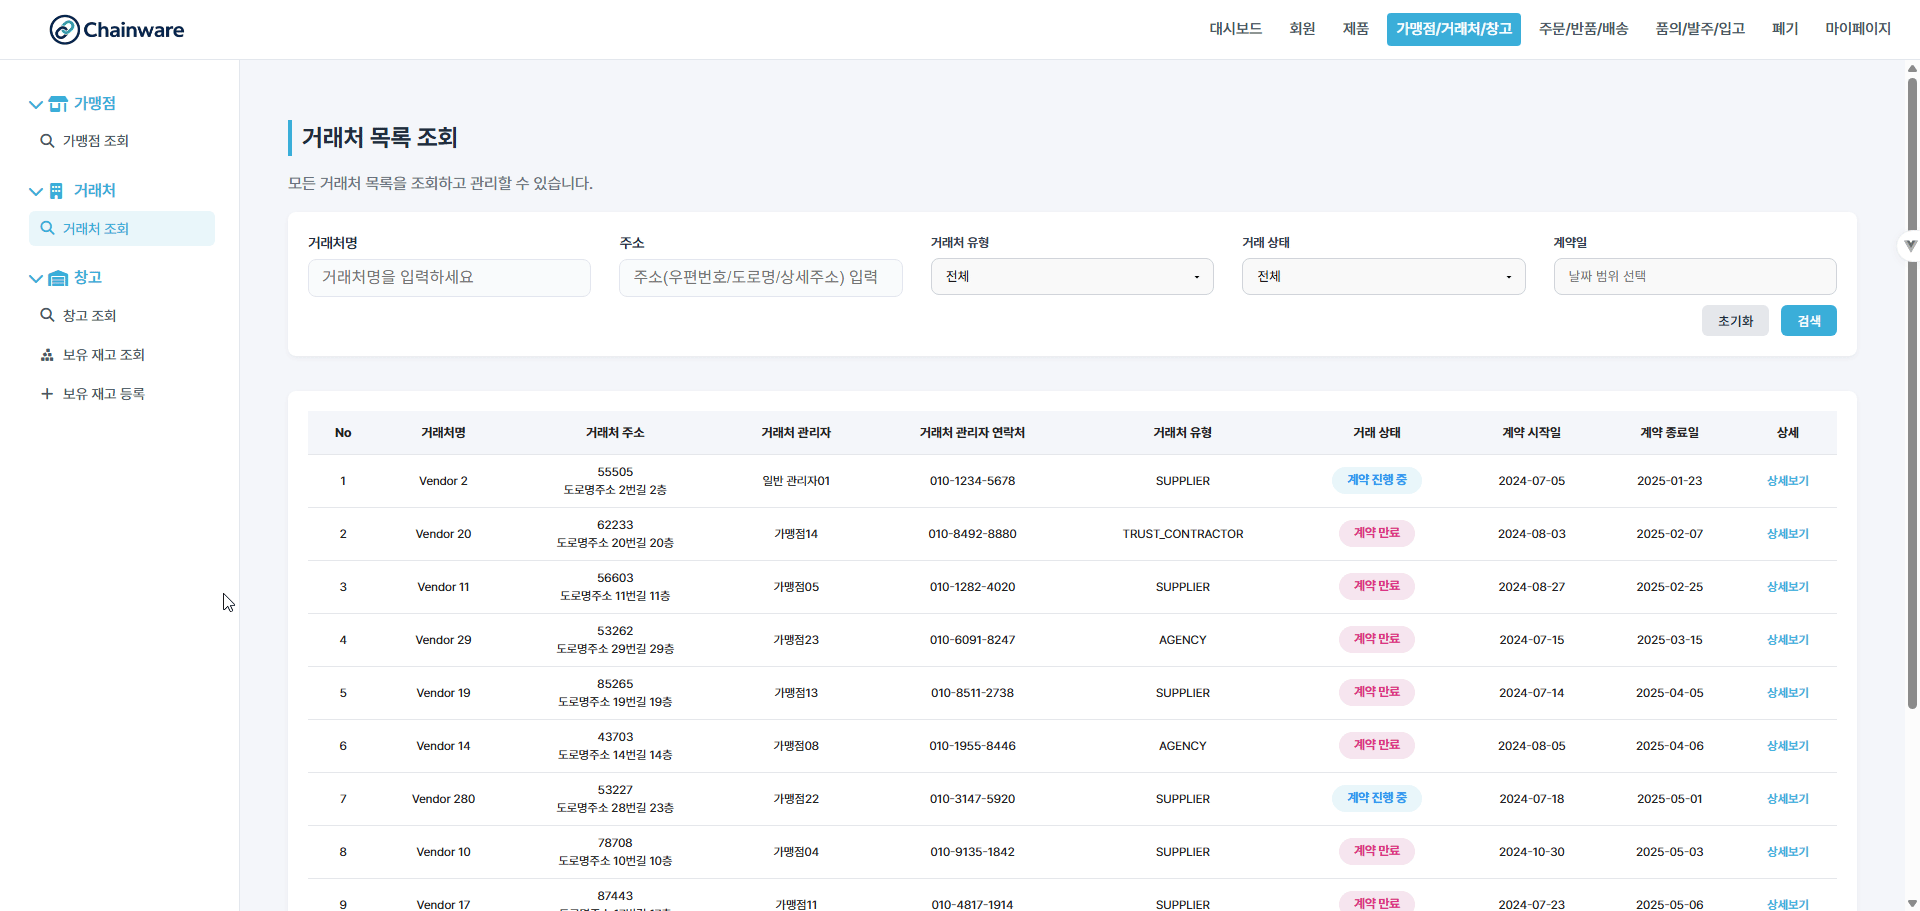 Chainware
대시보드 회원 제품 가맹점/거래처/창고 주문/반품/배송 품의/발주/입고 폐기 마이페이지
가맹점
가맹점 조회
거래처
거래처 조회
창고
창고 조회
보유 재고 조회
보유 재고 등록
거래처 목록 조회
모든 거래처 목록을 조회하고 관리할 수 있습니다.
거래처명 주소 거래처 유형 거래 상태 계약일
거래처명을 입력하세요 주소(우편번호/도로명/상세주소) 입력 전체 전체 날짜 범위 선택
초기화 검색
No 거래처명 거래처 주소 거래처 관리자 거래처 관리자 연락처 거래처 유형 거래 상태 계약 시작일 계약 종료일 상세
1 Vendor 2 55505 도로명주소 2번길 2층 일반 관리자01 010-1234-5678 SUPPLIER 계약 진행 중 2024-07-05 2025-01-23 상세보기
2 Vendor 20 62233 도로명주소 20번길 20층 가맹점14 010-8492-8880 TRUST_CONTRACTOR 계약 만료 2024-08-03 2025-02-07 상세보기
3 Vendor 11 56603 도로명주소 11번길 11층 가맹점05 010-1282-4020 SUPPLIER 계약 만료 2024-08-27 2025-02-25 상세보기
4 Vendor 29 53262 도로명주소 29번길 29층 가맹점23 010-6091-8247 AGENCY 계약 만료 2024-07-15 2025-03-15 상세보기
5 Vendor 19 85265 도로명주소 19번길 19층 가맹점13 010-8511-2738 SUPPLIER 계약 만료 2024-07-14 2025-04-05 상세보기
6 Vendor 14 43703 도로명주소 14번길 14층 가맹점08 010-1955-8446 AGENCY 계약 만료 2024-08-05 2025-04-06 상세보기
7 Vendor 280 53227 도로명주소 28번길 23층 가맹점22 010-3147-5920 SUPPLIER 계약 진행 중 2024-07-18 2025-05-01 상세보기
8 Vendor 10 78708 도로명주소 10번길 10층 가맹점04 010-9135-1842 SUPPLIER 계약 만료 2024-10-30 2025-05-03 상세보기
9 Vendor 17 87443 가맹점11 010-4817-1914 SUPPLIER 계약 만료 2024-07-23 2025-05-06 상세보기